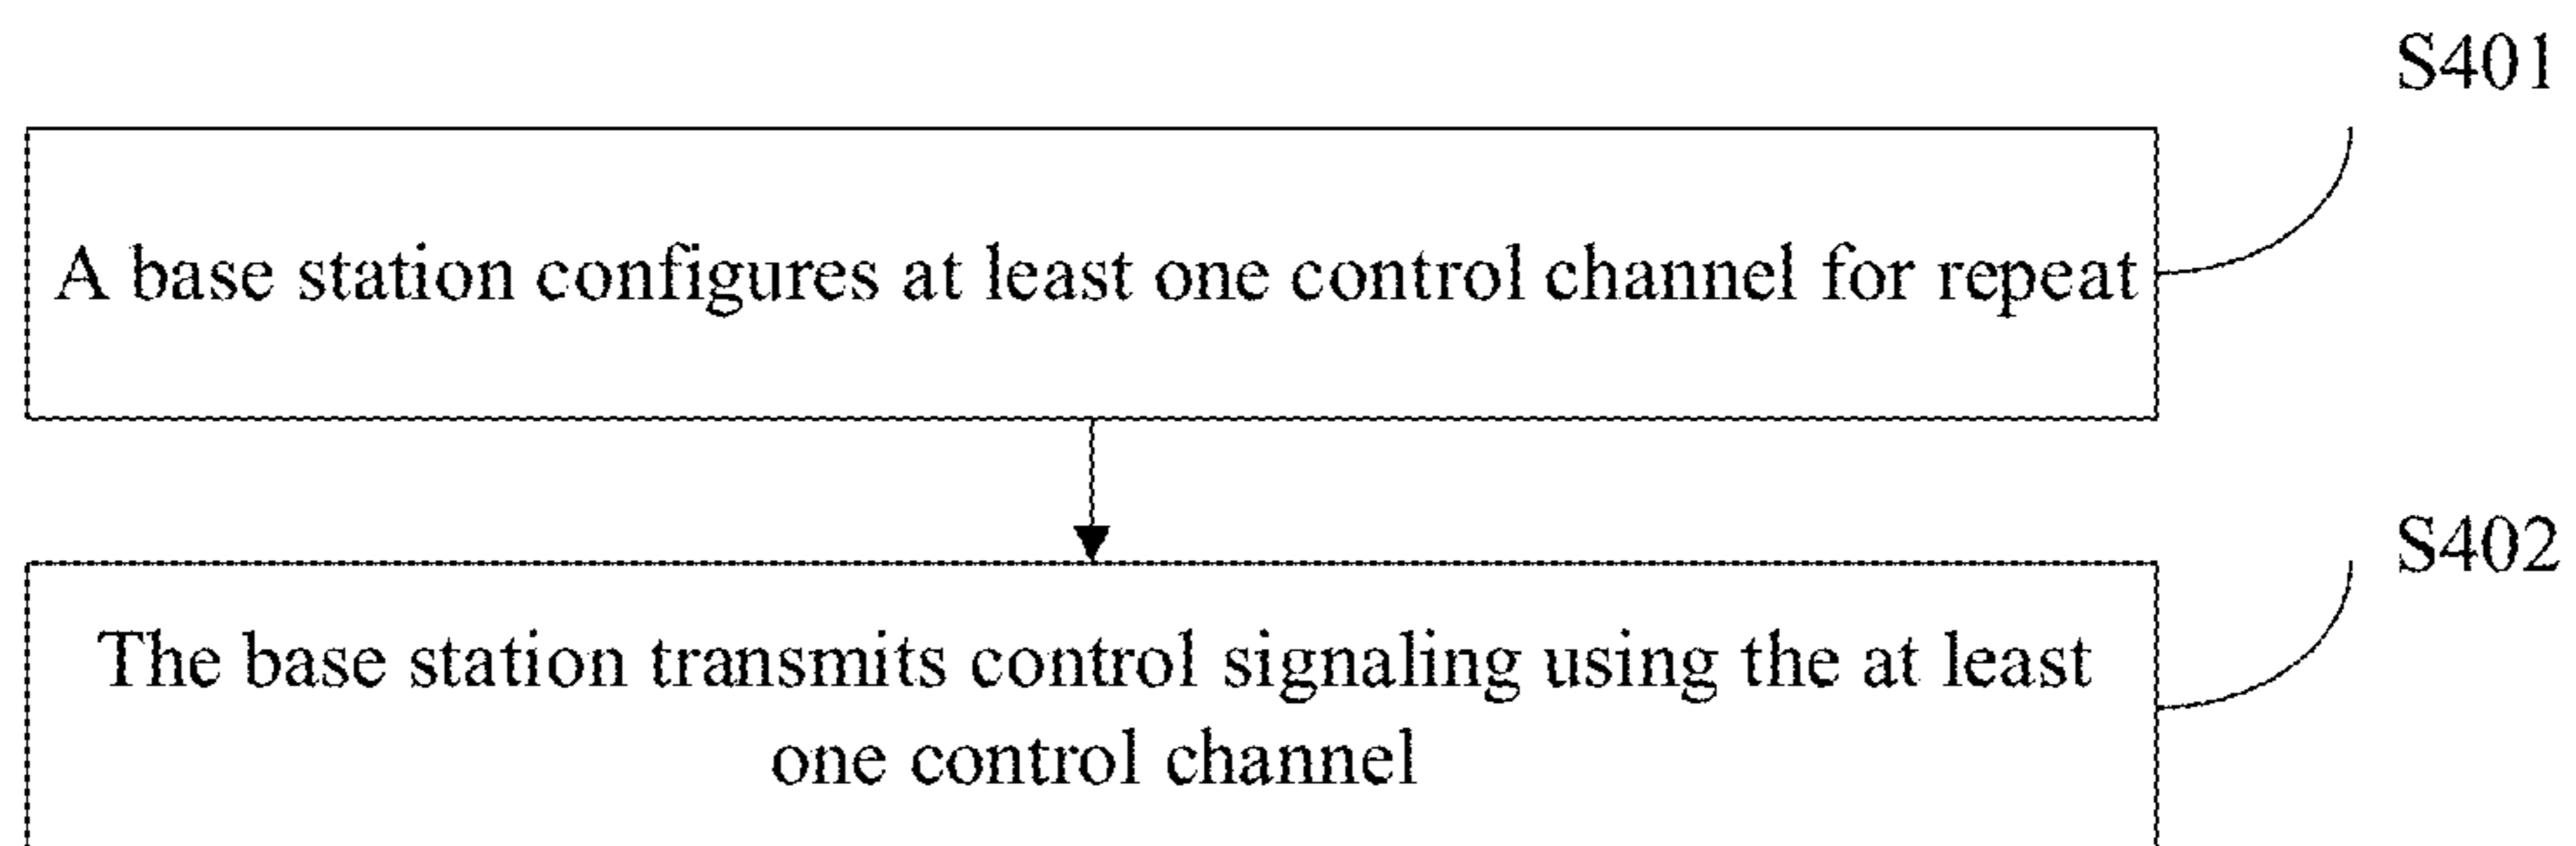 S401
A base station configures at least one control channel for repeat
S402
The base station transmits control signaling using the at least
one control channel